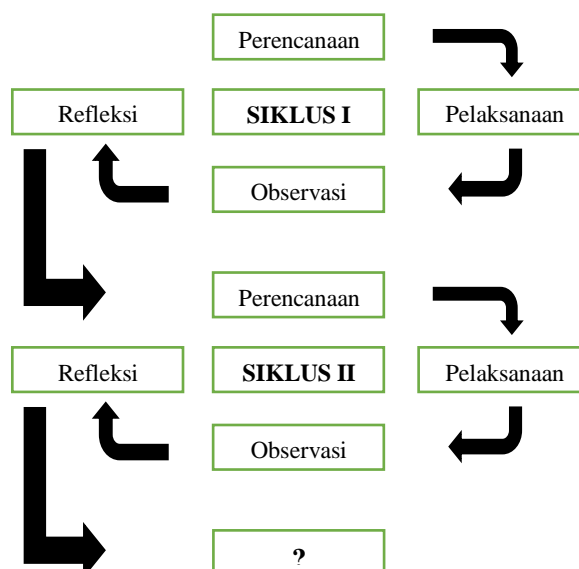 Perencanaan
Refleksi
SIKLUS I
Pelaksanaan
Observasi
Perencanaan
Refleksi
SIKLUS II
Pelaksanaan
Observasi
?